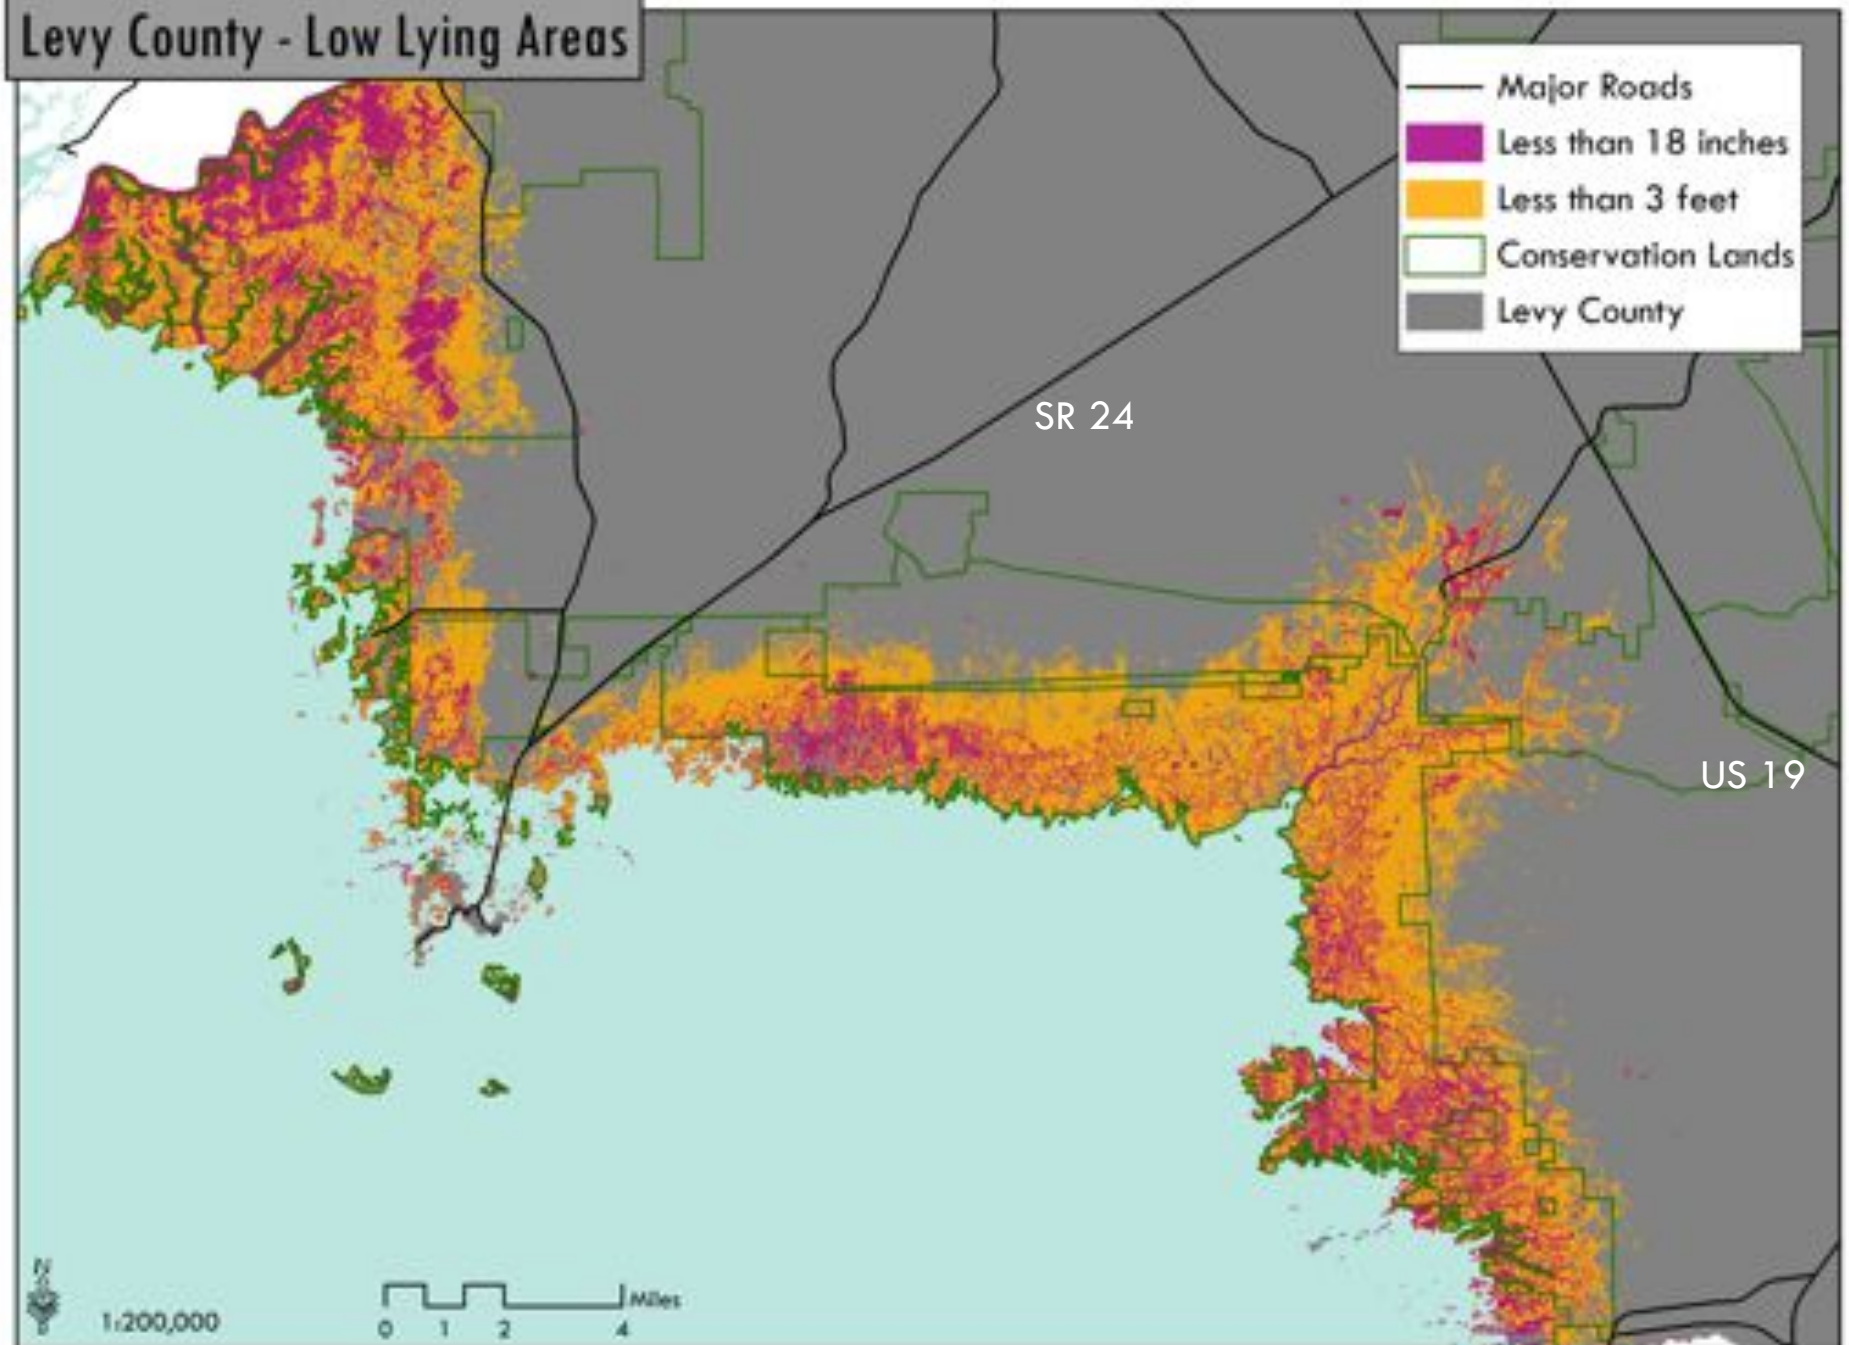 Levy County - Low Lying Areas
Major Roads
Less than 18 inches
Less than 3 feet
Conservation Lands
Levy County
SR 24
US 19
N
1:200,000
Miles
0 1 2 4